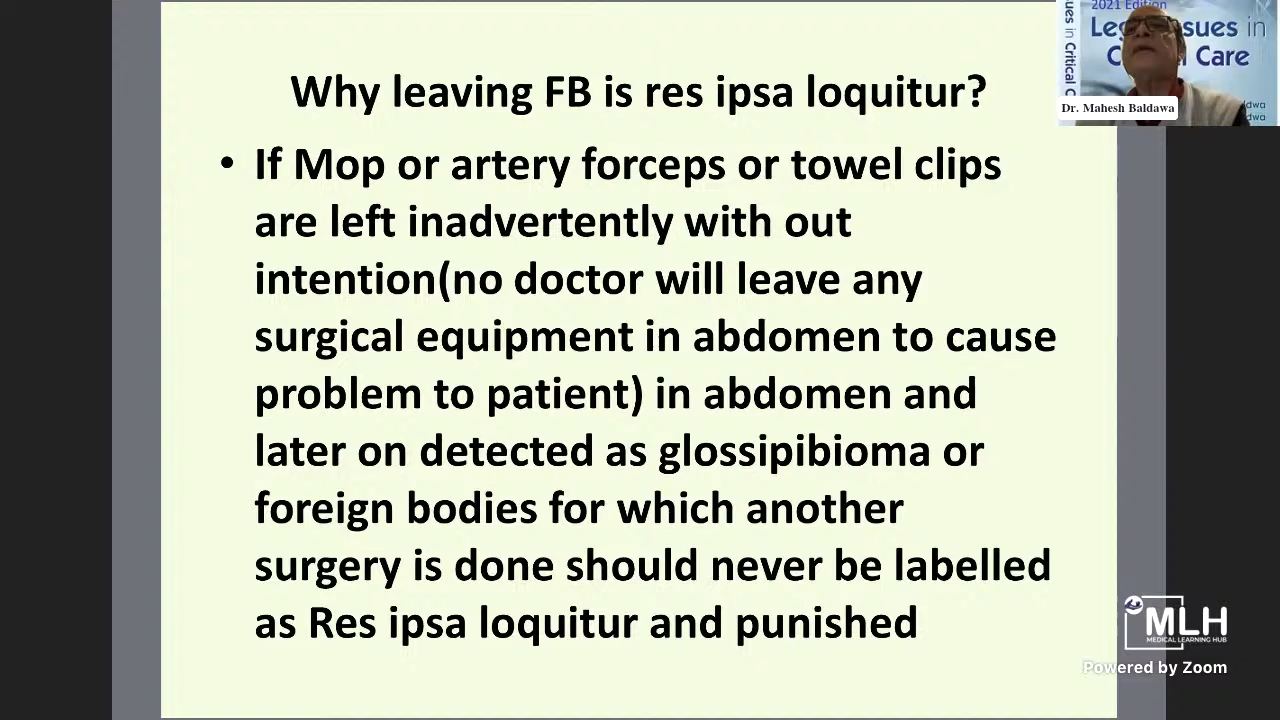 Why leaving FB is res ipsa loquitur?
• If Mop or artery forceps or towel clips
are left inadvertently with out
intention(no doctor will leave any
surgical equipment in abdomen to cause
problem to patient) in abdomen and
later on detected as glossipibioma or
foreign bodies for which another
surgery is done should never be labelled
as Res ipsa loquitur and punished
2021 Edition
in
Care
ues in Critical C
Dr. Mahesh Baldawa
dwa
dwa
MLH
MEDICAL LEARNING HUB
Powered by Zoom